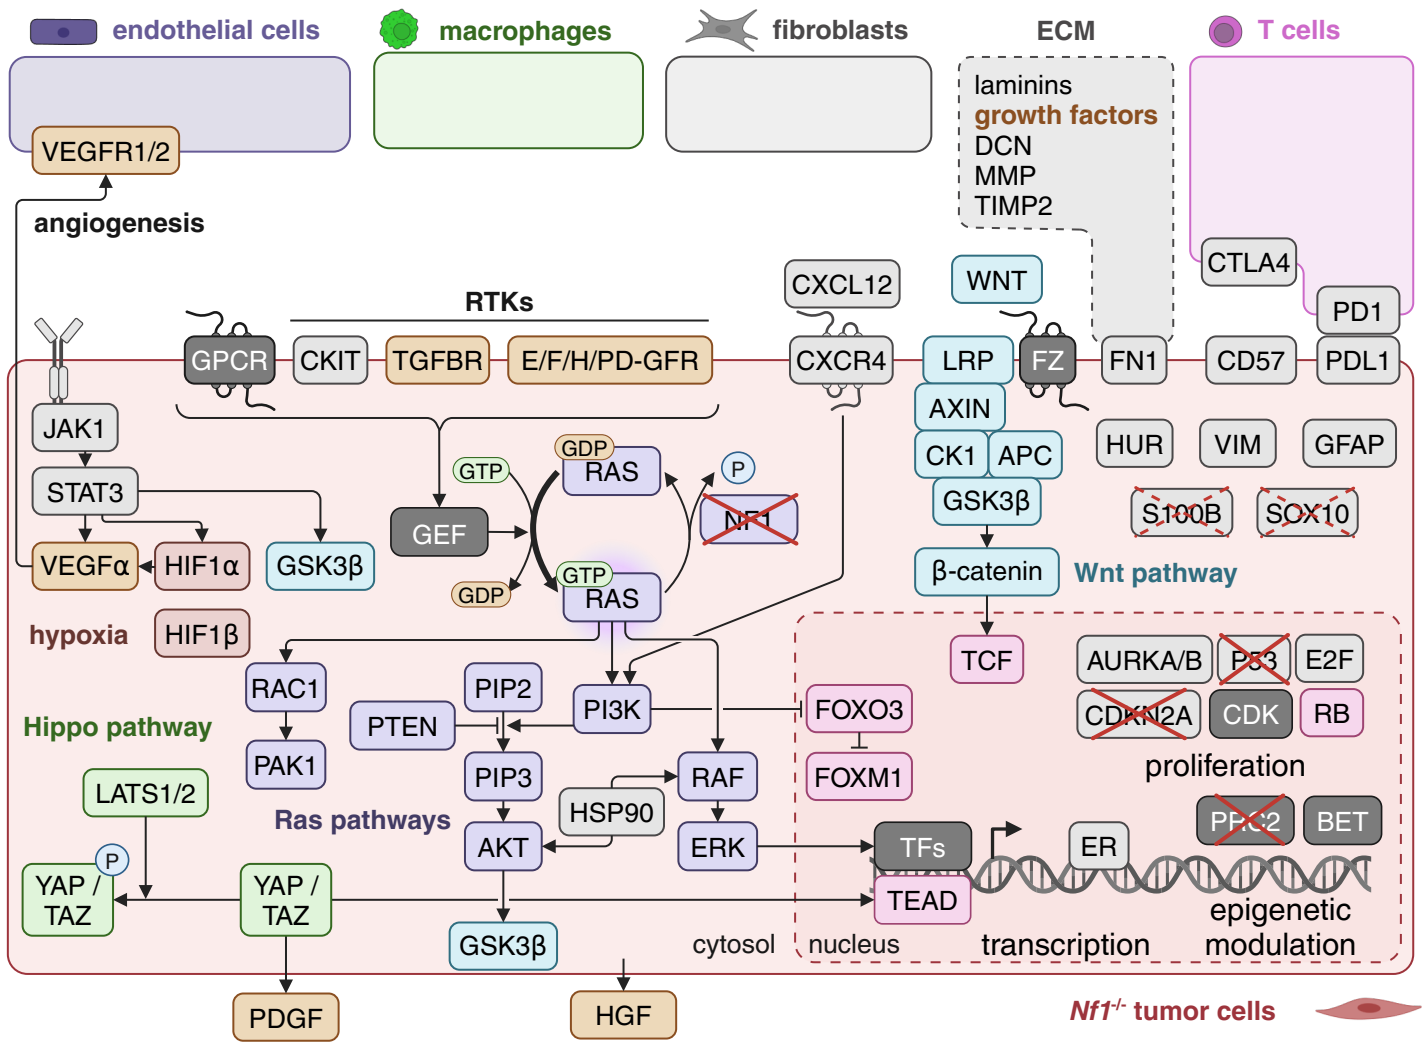 endothelial cells
macrophages
fibroblasts
ECM
T cells
laminins
growth factors
DCN
MMP
TIMP2
VEGFR1/2
angiogenesis
CTLA4
PD1
CXCL12
WNT
RTKs
GPCR
CKIT
TGFBR
E/F/H/PD-GFR
CXCR4
LRP
FZ
FN1
CD57
PDL1
JAK1
AXIN
HUR
VIM
GFAP
CK1
APC
GDP
RAS
GTP
P
STAT3
GSK3β
S100B
SOX10
GEF
NF1
VEGFα
HIF1α
GSK3β
β-catenin
Wnt pathway
GTP
RAS
GDP
hypoxia
HIF1β
TCF
AURKA/B
P53
E2F
RAC1
PIP2
PI3K
FOXO3
CDKN2A
CDK
RB
Hippo pathway
PTEN
PAK1
PIP3
RAF
FOXM1
proliferation
LATS1/2
HSP90
Ras pathways
PRC2
BET
AKT
ERK
TFs
ER
P
YAP /
TAZ
YAP /
TAZ
TEAD
epigenetic
modulation
GSK3β
cytosol
nucleus
transcription
PDGF
HGF
Nf1-/- tumor cells